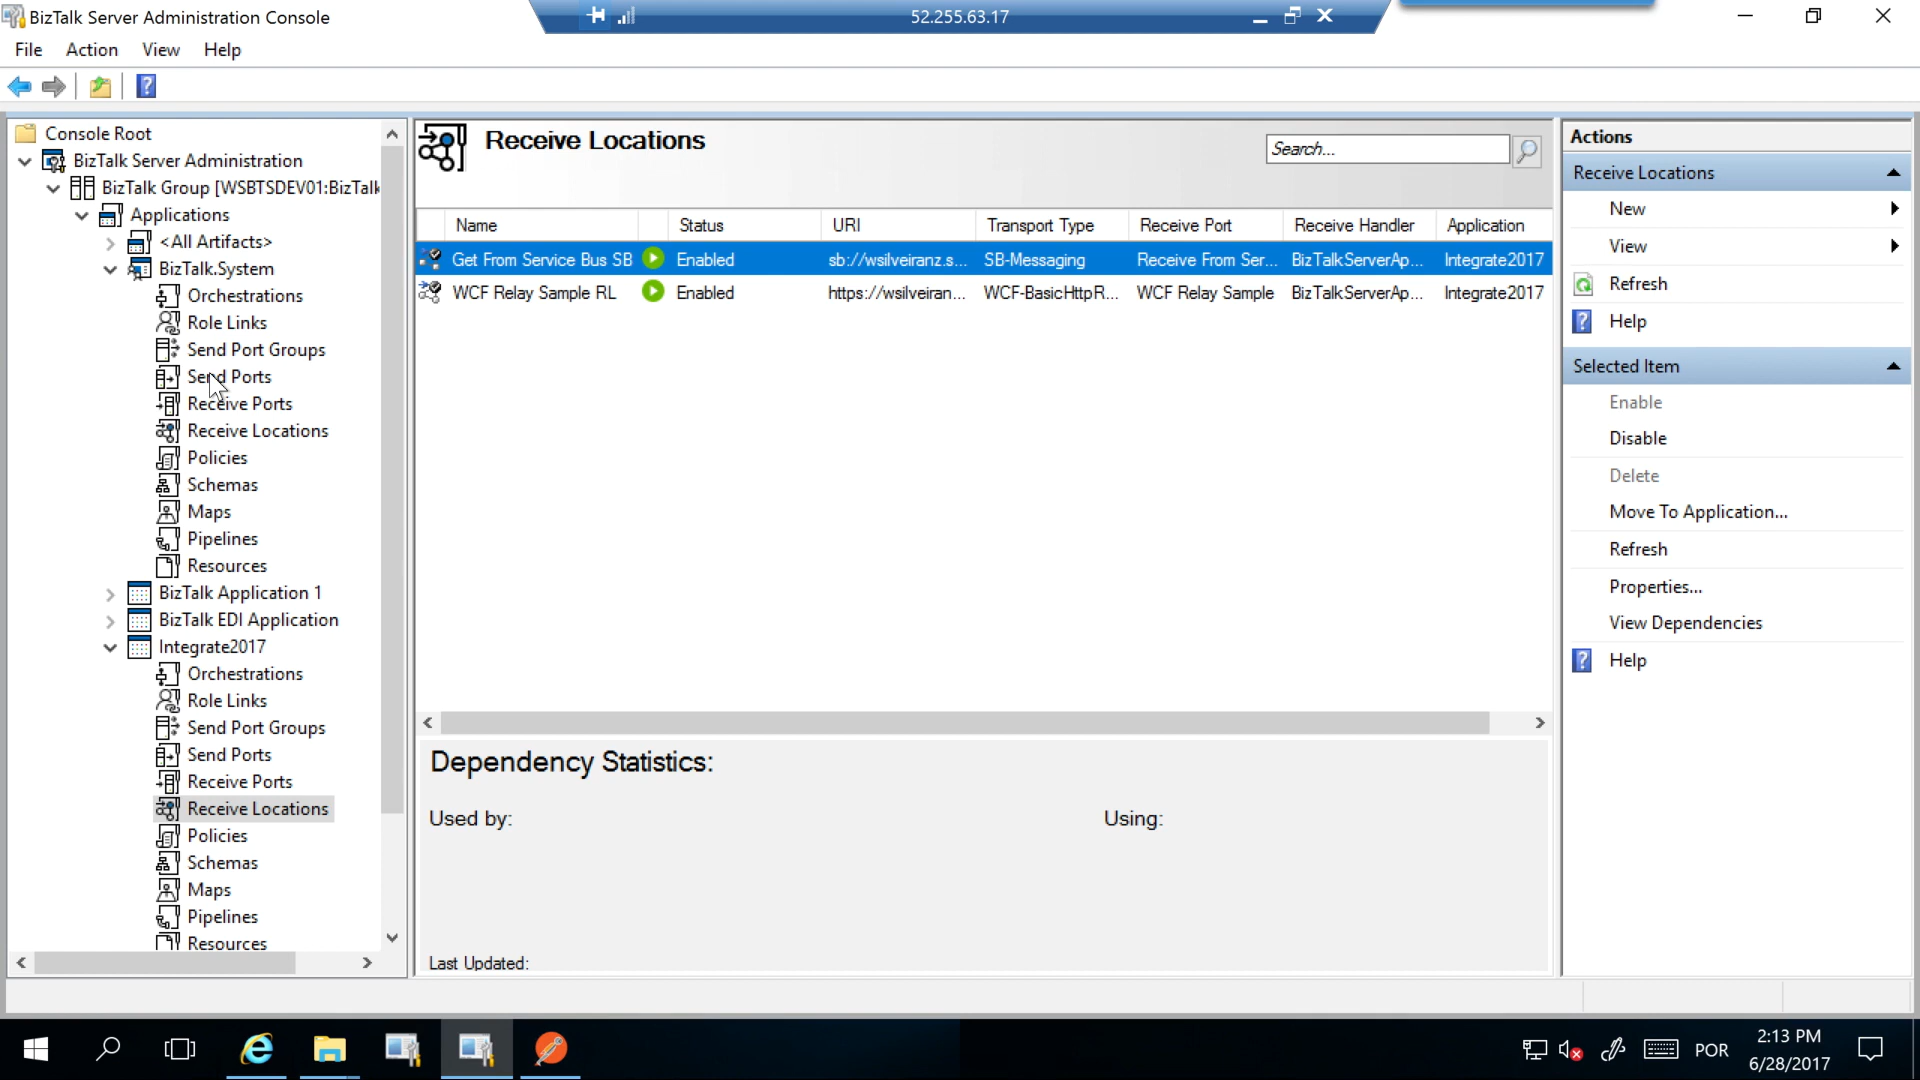 BizTalk Server Administration Console
52.255.63.17
File Action View Help
Console Root
BizTalk Server Administration
BizTalk Group [WSBTSDEV01:BizTalk
Applications
<All Artifacts>
BizTalk.System
Orchestrations
Role Links
Send Port Groups
Send Ports
Receive Ports
Receive Locations
Policies
Schemas
Maps
Pipelines
Resources
BizTalk Application 1
BizTalk EDI Application
Integrate2017
Orchestrations
Role Links
Send Port Groups
Send Ports
Receive Ports
Receive Locations
Policies
Schemas
Maps
Pipelines
Resources
Receive Locations
Search...
Name Status URI Transport Type Receive Port Receive Handler Application
Get From Service Bus SB Enabled sb://wsilveiranz.s... SB-Messaging Receive From Ser... BizTalkServerAp... Integrate2017
WCF Relay Sample RL Enabled https://wsilveiran... WCF-BasicHttpR... WCF Relay Sample BizTalkServerAp... Integrate2017
Dependency Statistics:
Used by: Using:
Last Updated:
Actions
Receive Locations
New
View
Refresh
Help
Selected Item
Enable
Disable
Delete
Move To Application...
Refresh
Properties...
View Dependencies
Help
POR
2:13 PM
6/28/2017